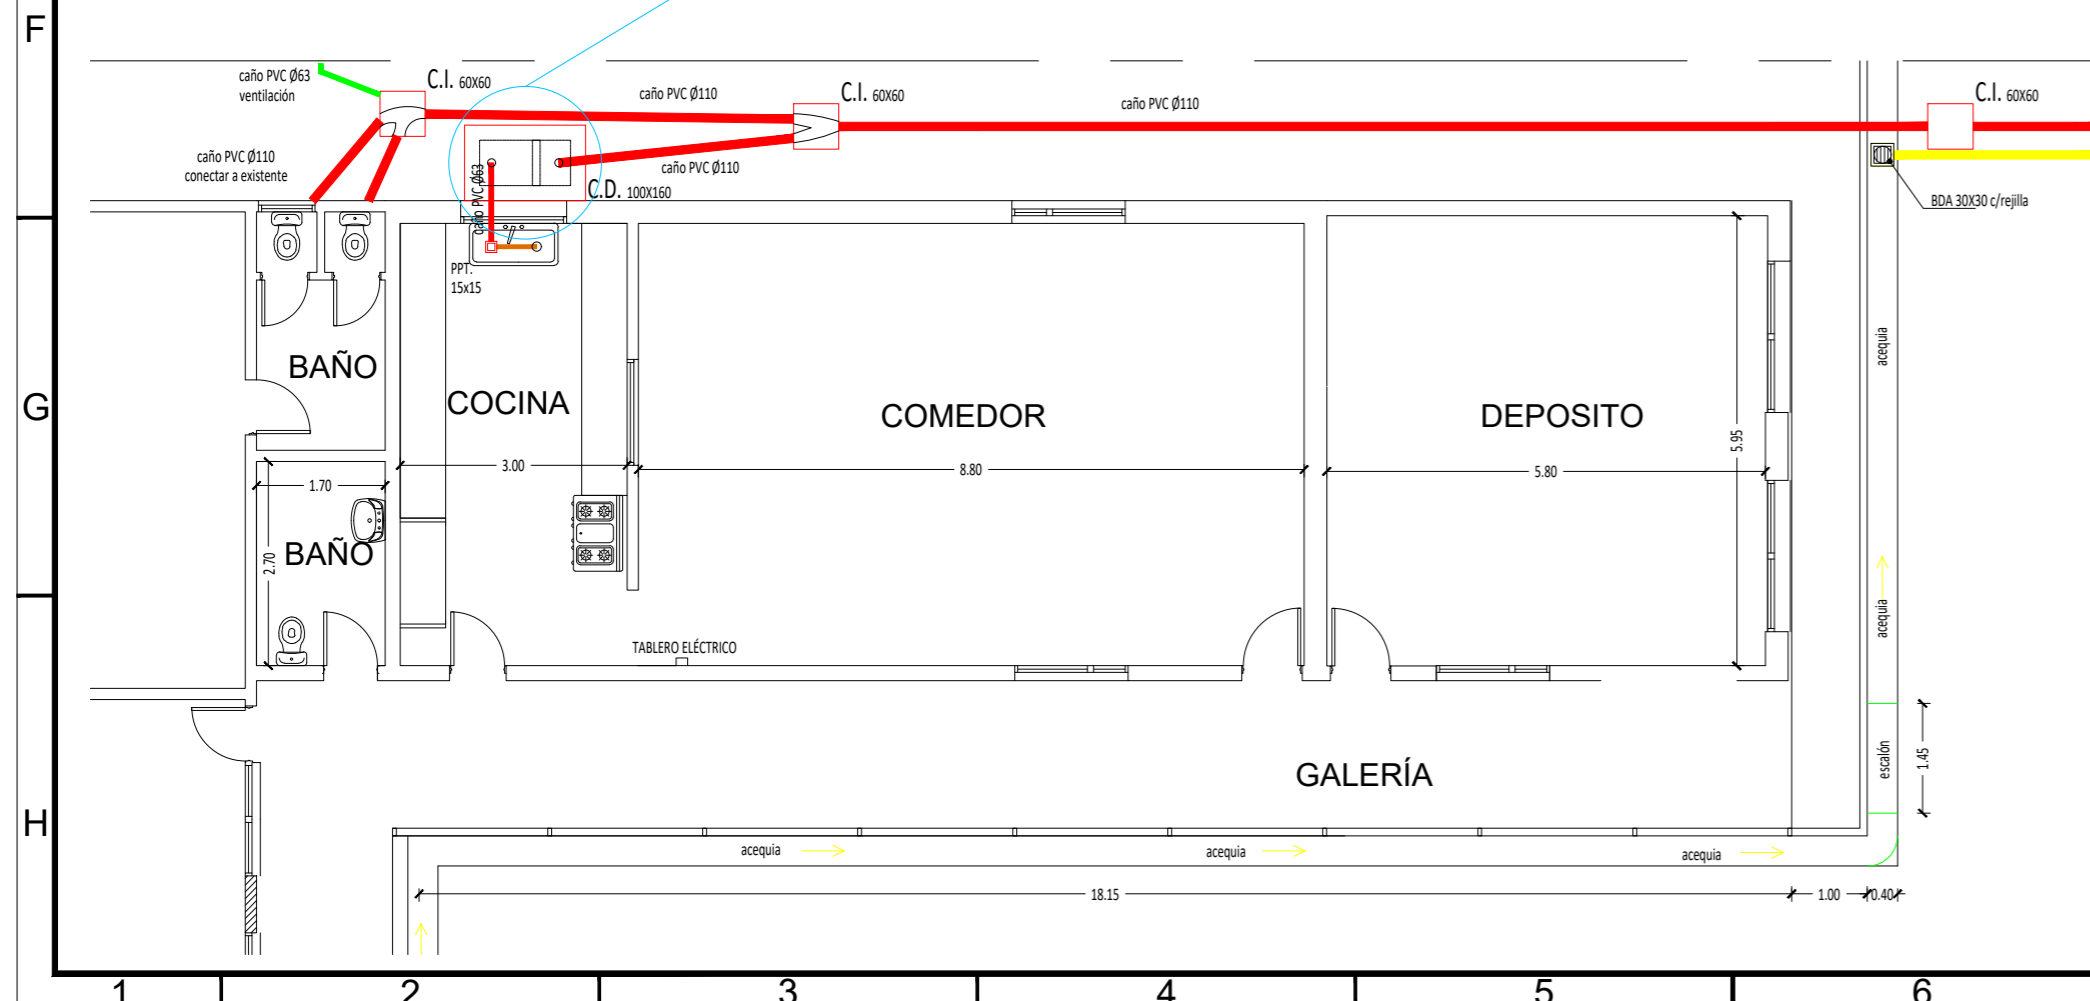 F
caño PVC Ø63
ventilación
C.I. 60X60
caño PVC Ø110
C.I. 60X60
caño PVC Ø110
C.I. 60X60
caño PVC Ø110
conectar a existente
caño PVC Ø110
caño PVC Ø63
C.D. 100X160
BDA 30X30 c/rejilla
PPT.
15x15
G
BAÑO
COCINA
COMEDOR
DEPOSITO
acequia
5.95
3.00
8.80
5.80
1.70
BAÑO
2.70
TABLERO ELÉCTRICO
acequia
GALERÍA
escalón
1.45
H
acequia
acequia
acequia
18.15
1.00
0.40
1
2
3
4
5
6